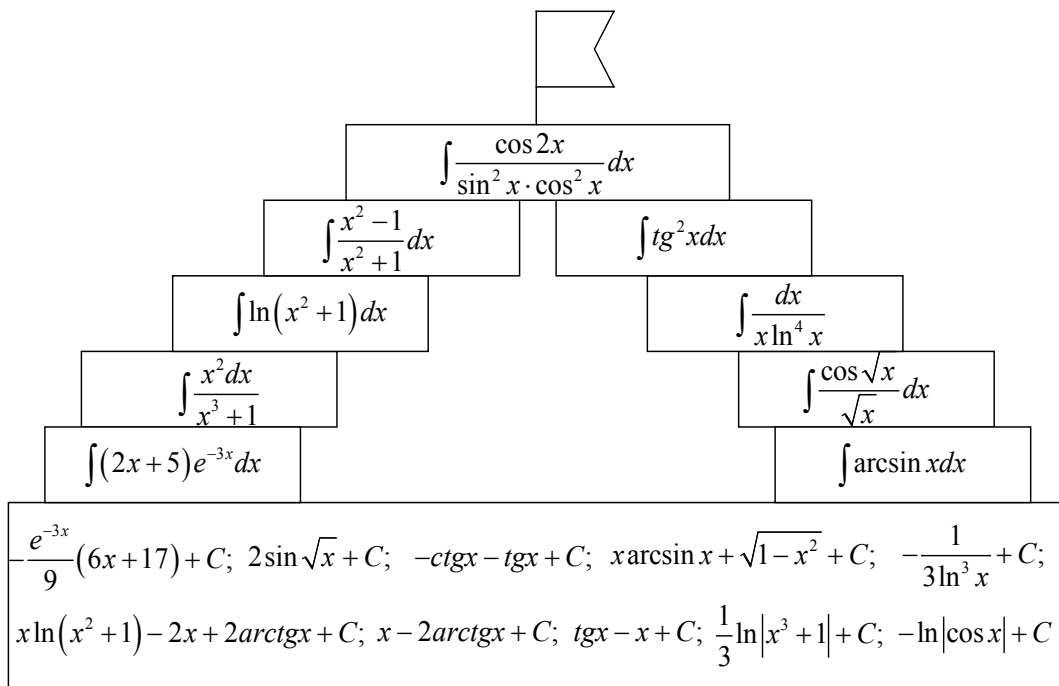 ∫ cos 2x / (sin² x · cos² x) dx
∫ (x² − 1) / (x² + 1) dx
∫ tg² xdx
∫ ln(x² + 1) dx
∫ dx / (x ln⁴ x)
∫ x² dx / (x³ + 1)
∫ cos √x / √x dx
∫ (2x + 5) e⁻³ˣ dx
∫ arcsin xdx
− e⁻³ˣ / 9 (6x + 17) + C; 2 sin √x + C; −ctgx − tgx + C; x arcsin x + √(1 − x²) + C; − 1 / (3 ln³ x) + C;
x ln(x² + 1) − 2x + 2arctgx + C; x − 2arctgx + C; tgx − x + C; 1/3 ln|x³ + 1| + C; −ln|cos x| + C